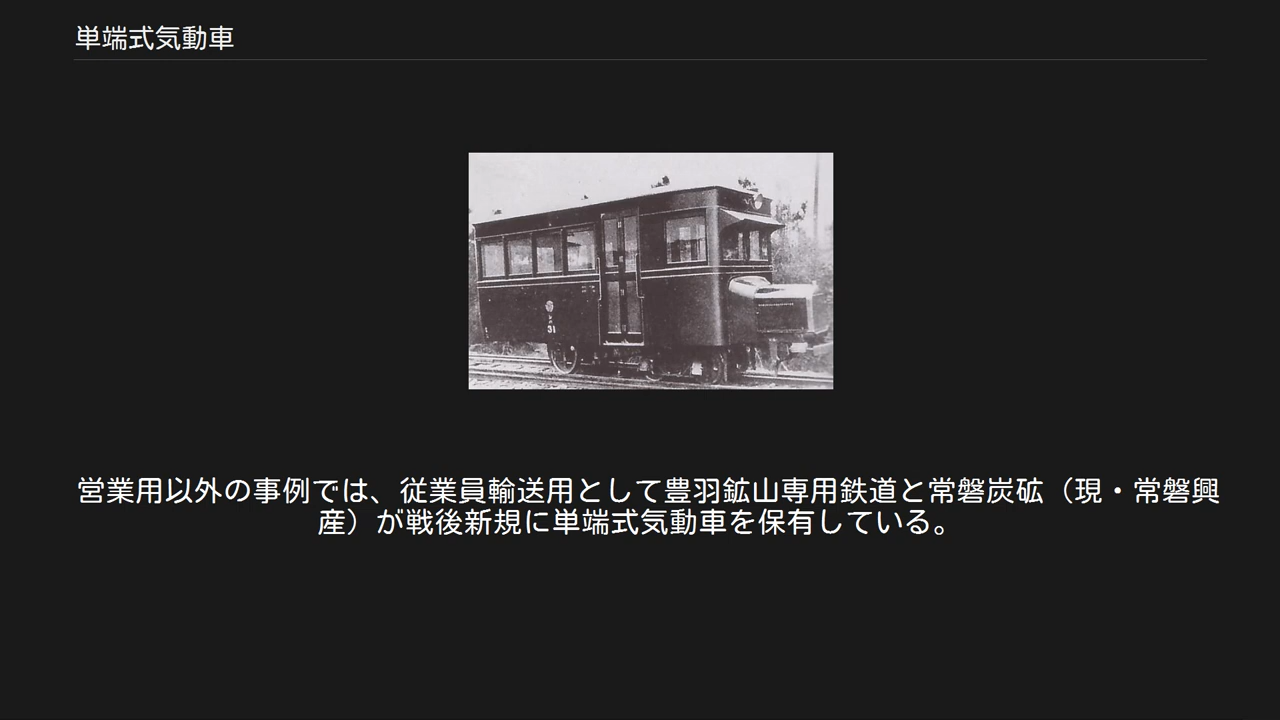 単端式気動車
31
営業用以外の事例では、従業員輸送用として豊羽鉱山専用鉄道と常磐炭砿（現・常磐興
産）が戦後新規に単端式気動車を保有している。